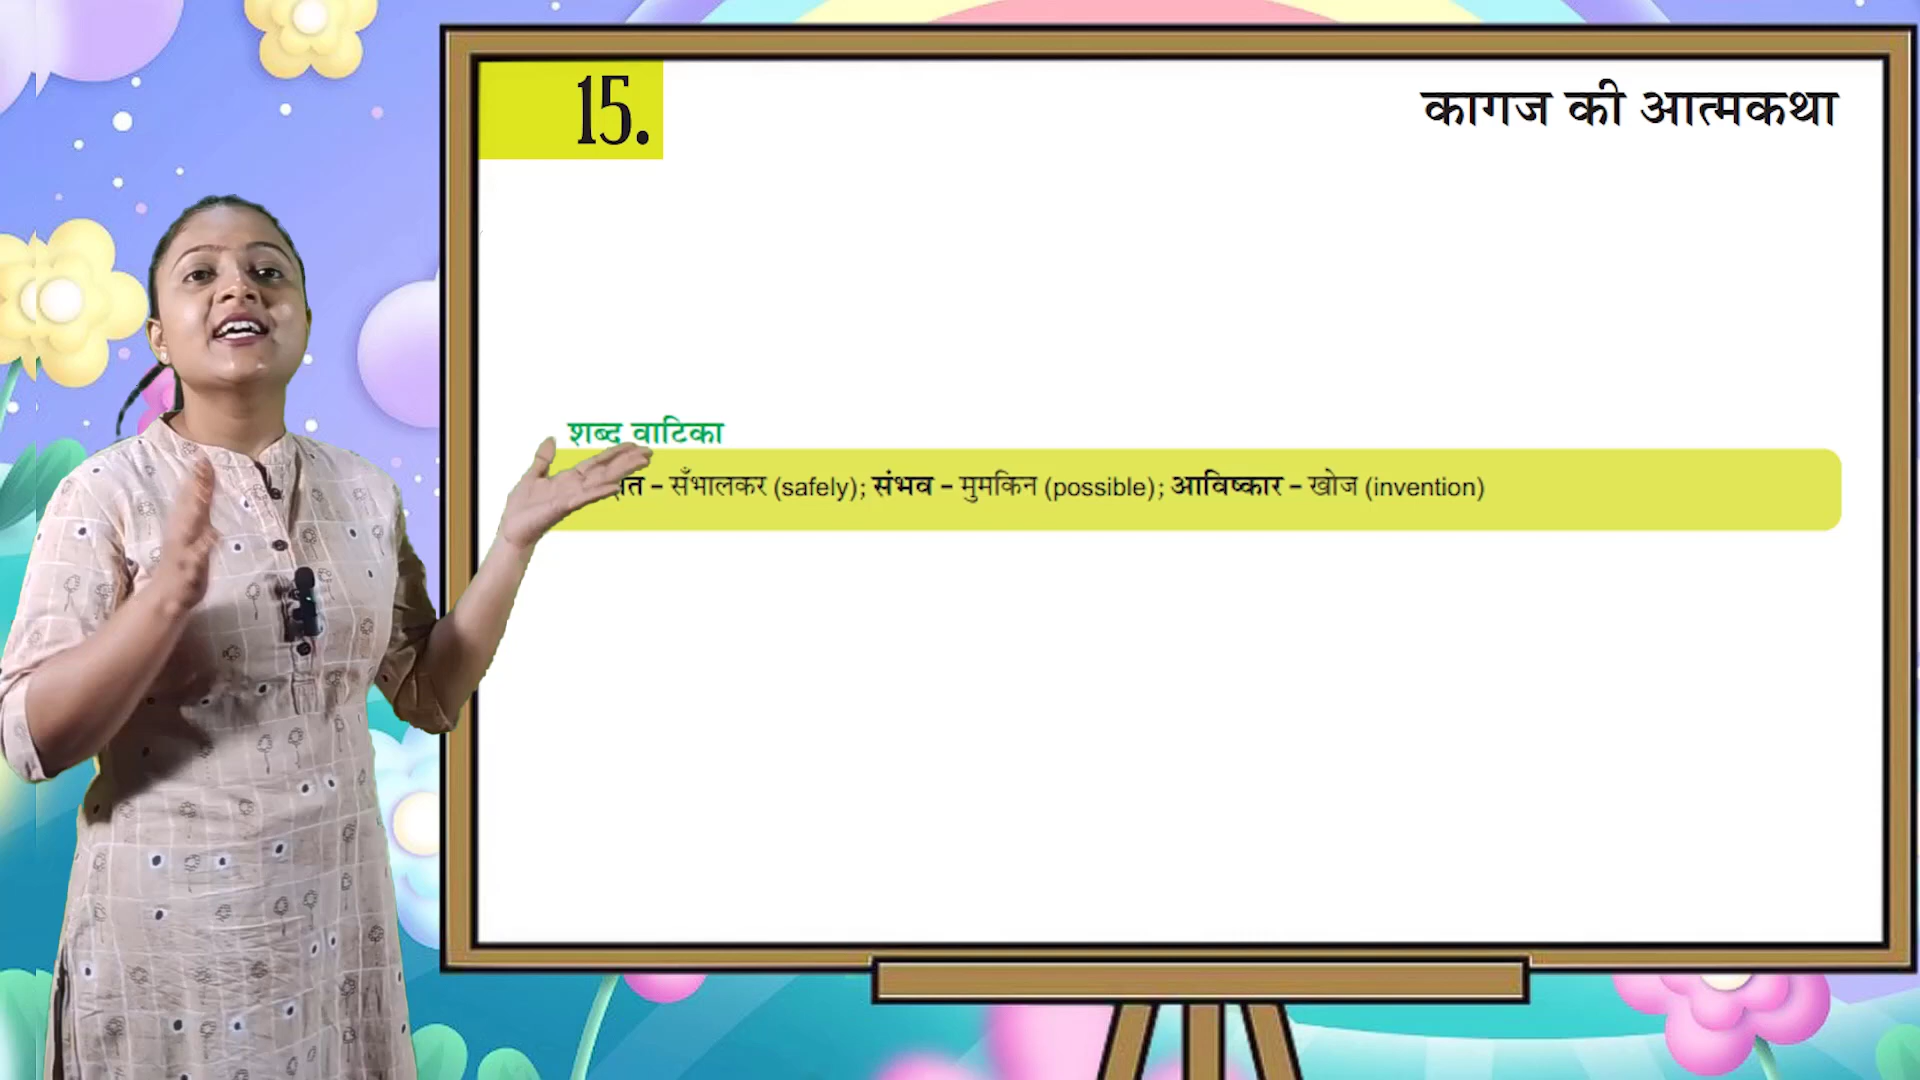 15.
कागज की आत्मकथा
शब्द वाटिका
– सँभालकर (safely); संभव – मुमकिन (possible); आविष्कार – खोज (invention)